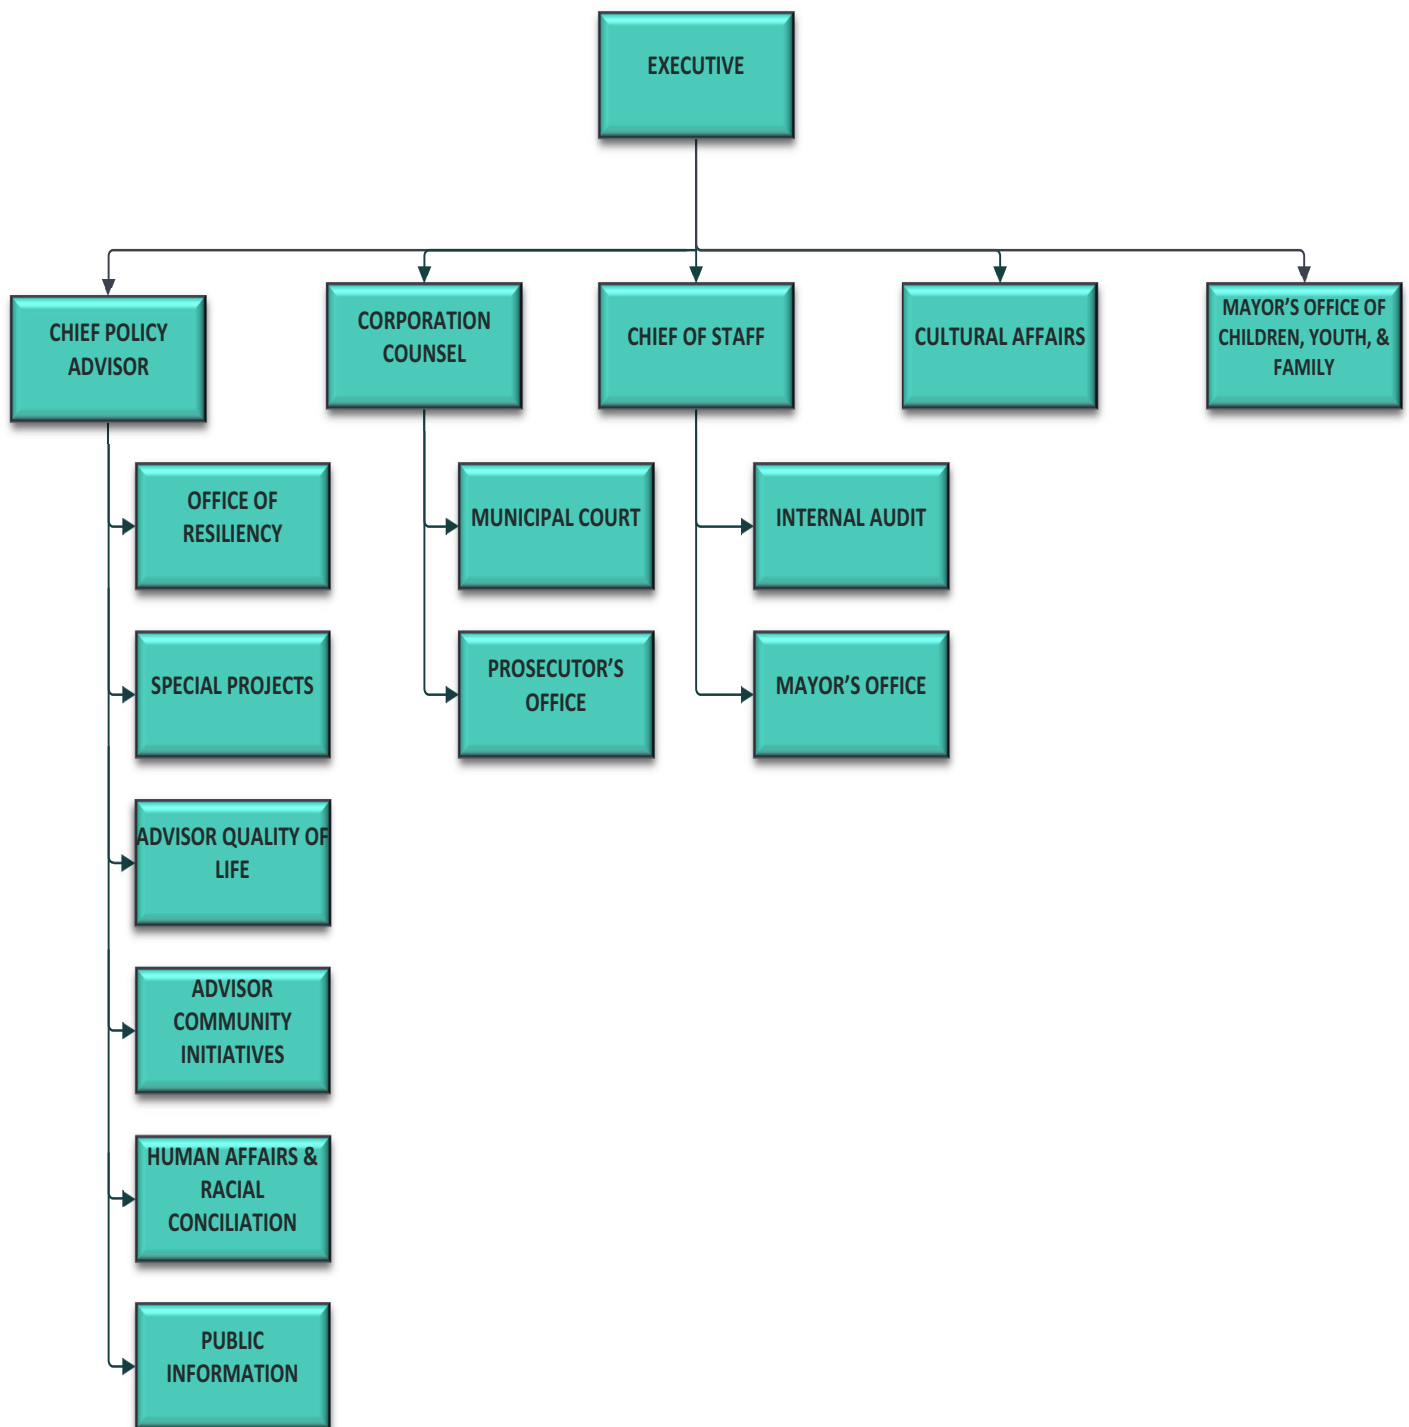 EXECUTIVE
CHIEF POLICY
ADVISOR
CORPORATION
COUNSEL
CHIEF OF STAFF
CULTURAL AFFAIRS
MAYOR’S OFFICE OF
CHILDREN, YOUTH, &
FAMILY
OFFICE OF
RESILIENCY
MUNICIPAL COURT
INTERNAL AUDIT
SPECIAL PROJECTS
PROSECUTOR’S
OFFICE
MAYOR’S OFFICE
ADVISOR QUALITY OF
LIFE
ADVISOR
COMMUNITY
INITIATIVES
HUMAN AFFAIRS &
RACIAL
CONCILIATION
PUBLIC
INFORMATION